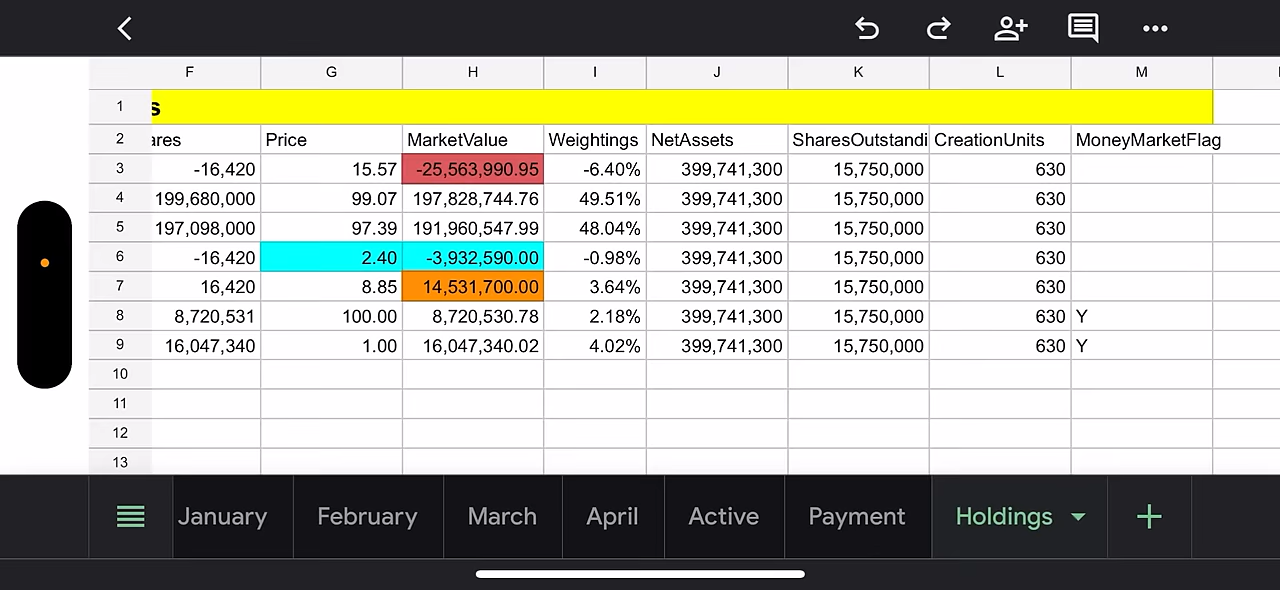 F G H I J K L M
1 s
2 ares Price MarketValue Weightings NetAssets SharesOutstandi CreationUnits MoneyMarketFlag
3 -16,420 15.57 -25,563,990.95 -6.40% 399,741,300 15,750,000 630
4 199,680,000 99.07 197,828,744.76 49.51% 399,741,300 15,750,000 630
5 197,098,000 97.39 191,960,547.99 48.04% 399,741,300 15,750,000 630
6 -16,420 2.40 -3,932,590.00 -0.98% 399,741,300 15,750,000 630
7 16,420 8.85 14,531,700.00 3.64% 399,741,300 15,750,000 630
8 8,720,531 100.00 8,720,530.78 2.18% 399,741,300 15,750,000 630 Y
9 16,047,340 1.00 16,047,340.02 4.02% 399,741,300 15,750,000 630 Y
10
11
12
13
January February March April Active Payment Holdings